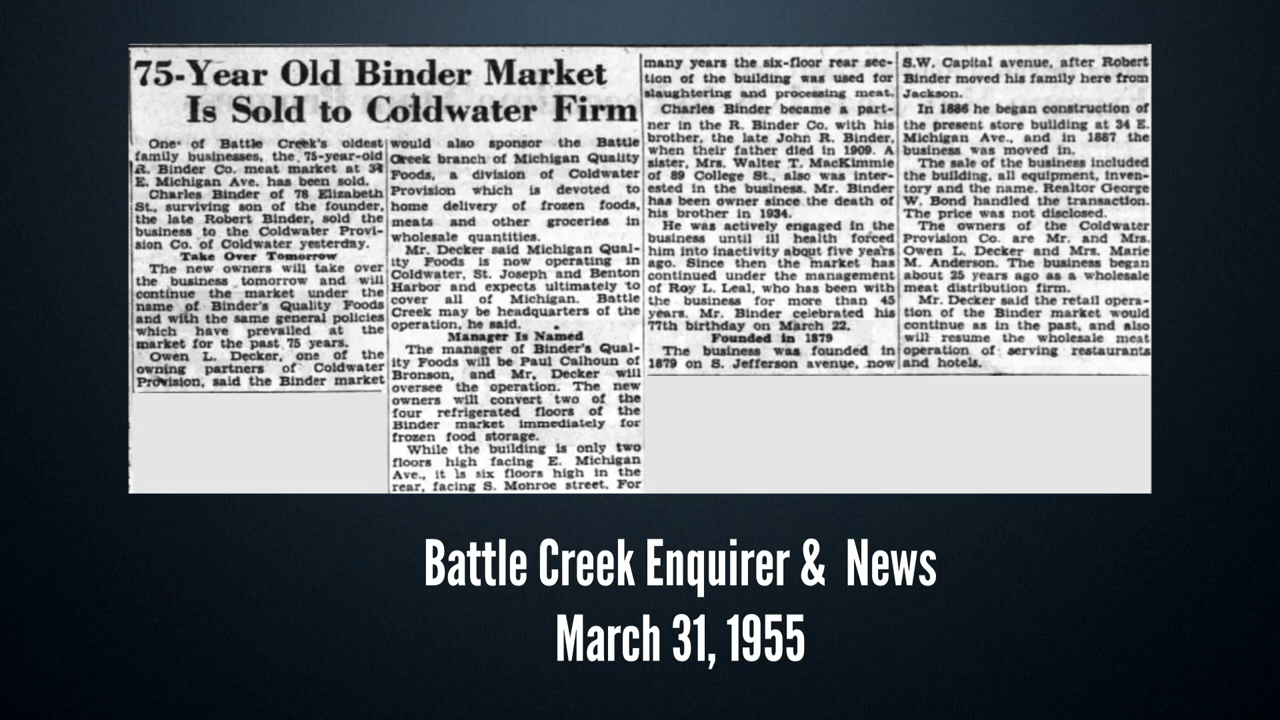 75-Year Old Binder Market
Is Sold to Coldwater Firm
One of Battle Creek's oldest
family businesses, the 75-year-old
R. Binder Co. meat market at 34
E. Michigan Ave. has been sold.
Charles Binder of 78 Elizabeth
St., surviving son of the founder,
the late Robert Binder, sold the
business to the Coldwater Provi-
sion Co. of Coldwater yesterday.
Take Over Tomorrow
The new owners will take over
the business tomorrow and will
continue the market under the
name of Binder's Quality Foods
and with the same general policies
which have prevailed at the
market for the past 75 years.
Owen L. Decker, one of the
owning partners of Coldwater
Provision, said the Binder market
would also sponsor the Battle
Creek branch of Michigan Quality
Foods, a division of Coldwater
Provision which is devoted to
home delivery of frozen foods,
meats and other groceries in
wholesale quantities.
Mr. Decker said Michigan Qual-
ity Foods is now operating in
Coldwater, St. Joseph and Benton
Harbor and expects ultimately to
cover all of Michigan. Battle
Creek may be headquarters of the
operation, he said.
Manager Is Named
The manager of Binder's Qual-
ity Foods will be Paul Calhoun of
Bronson, and Mr. Decker will
oversee the operation. The new
owners will convert two of the
four refrigerated floors of the
Binder market immediately for
frozen food storage.
While the building is only two
floors high facing E. Michigan
Ave., it is six floors high in the
rear, facing S. Monroe street. For
many years the six-floor rear sec-
tion of the building was used for
slaughtering and processing meat.
Charles Binder became a part-
ner in the R. Binder Co. with his
brother, the late John R. Binder,
when their father died in 1909. A
sister, Mrs. Walter T. MacKimmie
of 89 College St., also was inter-
ested in the business. Mr. Binder
has been owner since the death of
his brother in 1934.
He was actively engaged in the
business until ill health forced
him into inactivity about five years
ago. Since then the market has
continued under the management
of Roy L. Leal, who has been with
the business for more than 45
years. Mr. Binder celebrated his
77th birthday on March 22.
Founded in 1879
The business was founded in
1879 on S. Jefferson avenue, now
S.W. Capital avenue, after Robert
Binder moved his family here from
Jackson.
In 1886 he began construction of
the present store building at 34 E.
Michigan Ave., and in 1887 the
business was moved in.
The sale of the business included
the building, all equipment, inven-
tory and the name. Realtor George
W. Bond handled the transaction.
The price was not disclosed.
The owners of the Coldwater
Provision Co. are Mr. and Mrs.
Owen L. Decker and Mrs. Marie
M. Anderson. The business began
about 25 years ago as a wholesale
meat distribution firm.
Mr. Decker said the retail opera-
tion of the Binder market would
continue as in the past, and also
will resume the wholesale meat
operation of serving restaurants
and hotels.
Battle Creek Enquirer & News
March 31, 1955